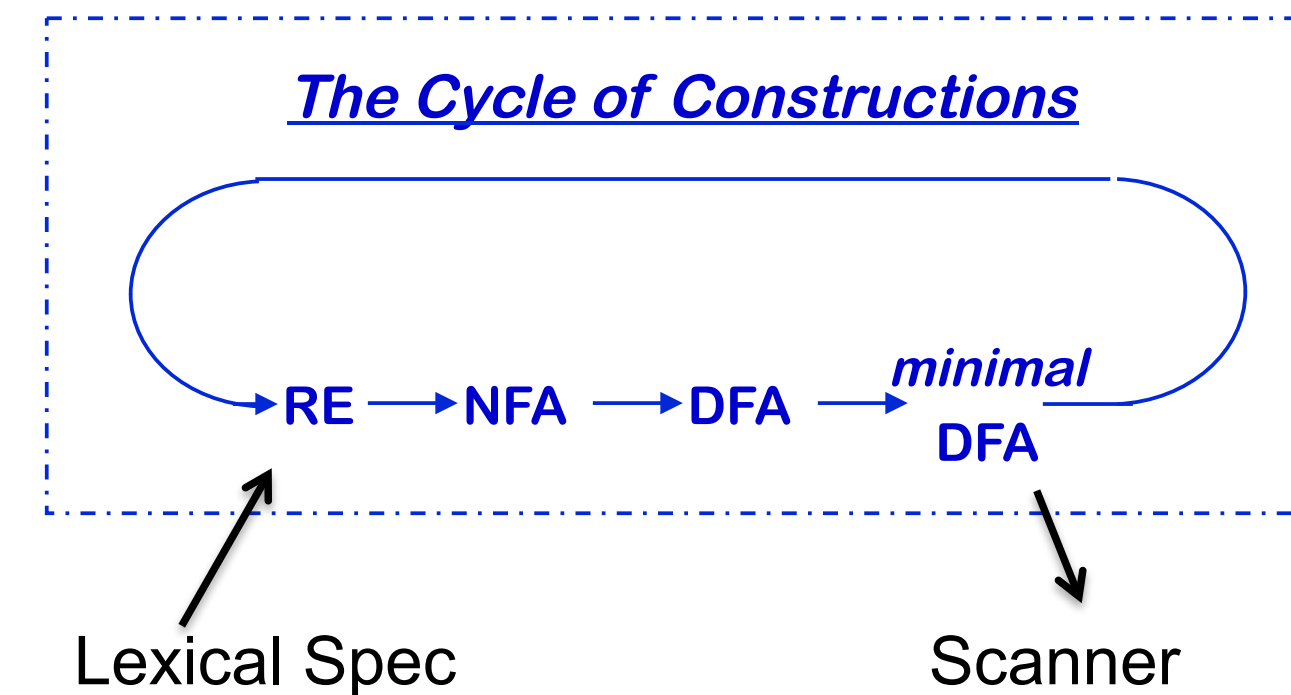 The Cycle of Constructions
minimal
RE NFA DFA DFA
Lexical Spec Scanner